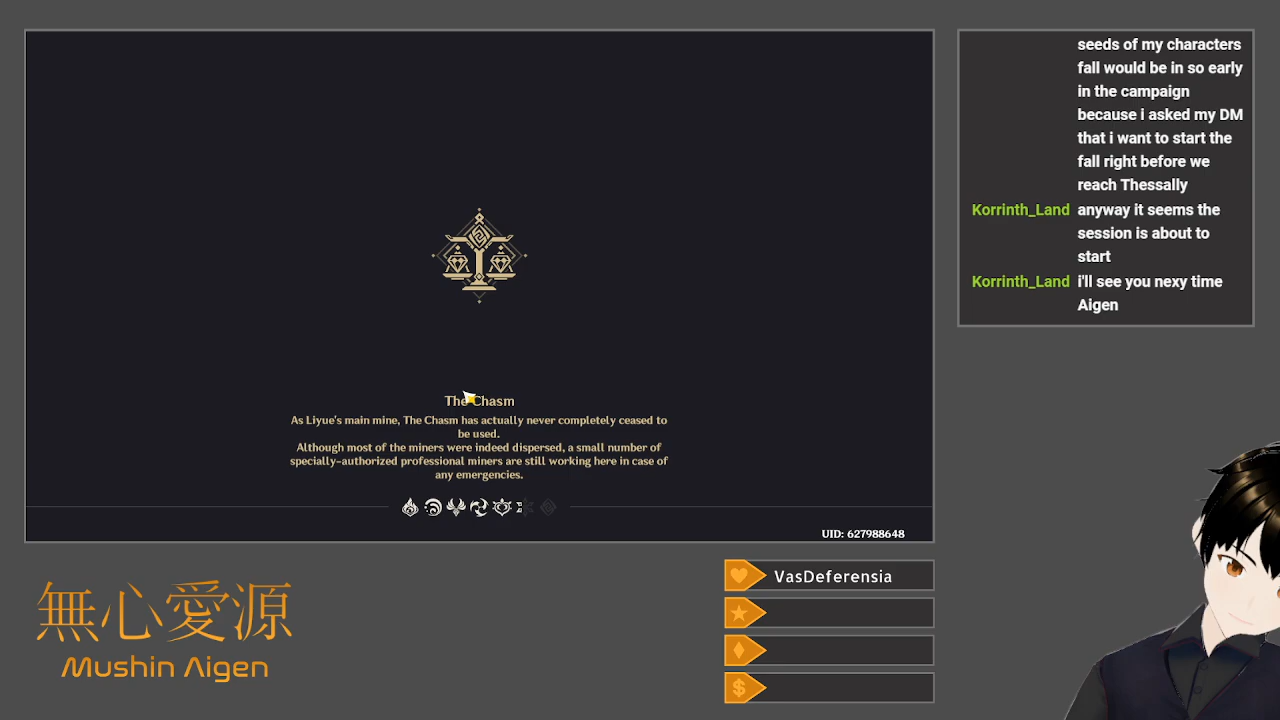 The Chasm
As Liyue's main mine, The Chasm has actually never completely ceased to
be used.
Although most of the miners were indeed dispersed, a small number of
specially-authorized professional miners are still working here in case of
any emergencies.
UID: 627988648
seeds of my characters
fall would be in so early
in the campaign
because i asked my DM
that i want to start the
fall right before we
reach Thessally
Korrinth_Land anyway it seems the
session is about to
start
Korrinth_Land i'll see you nexy time
Aigen
無心愛源
Mushin Aigen
VasDeferensia
$